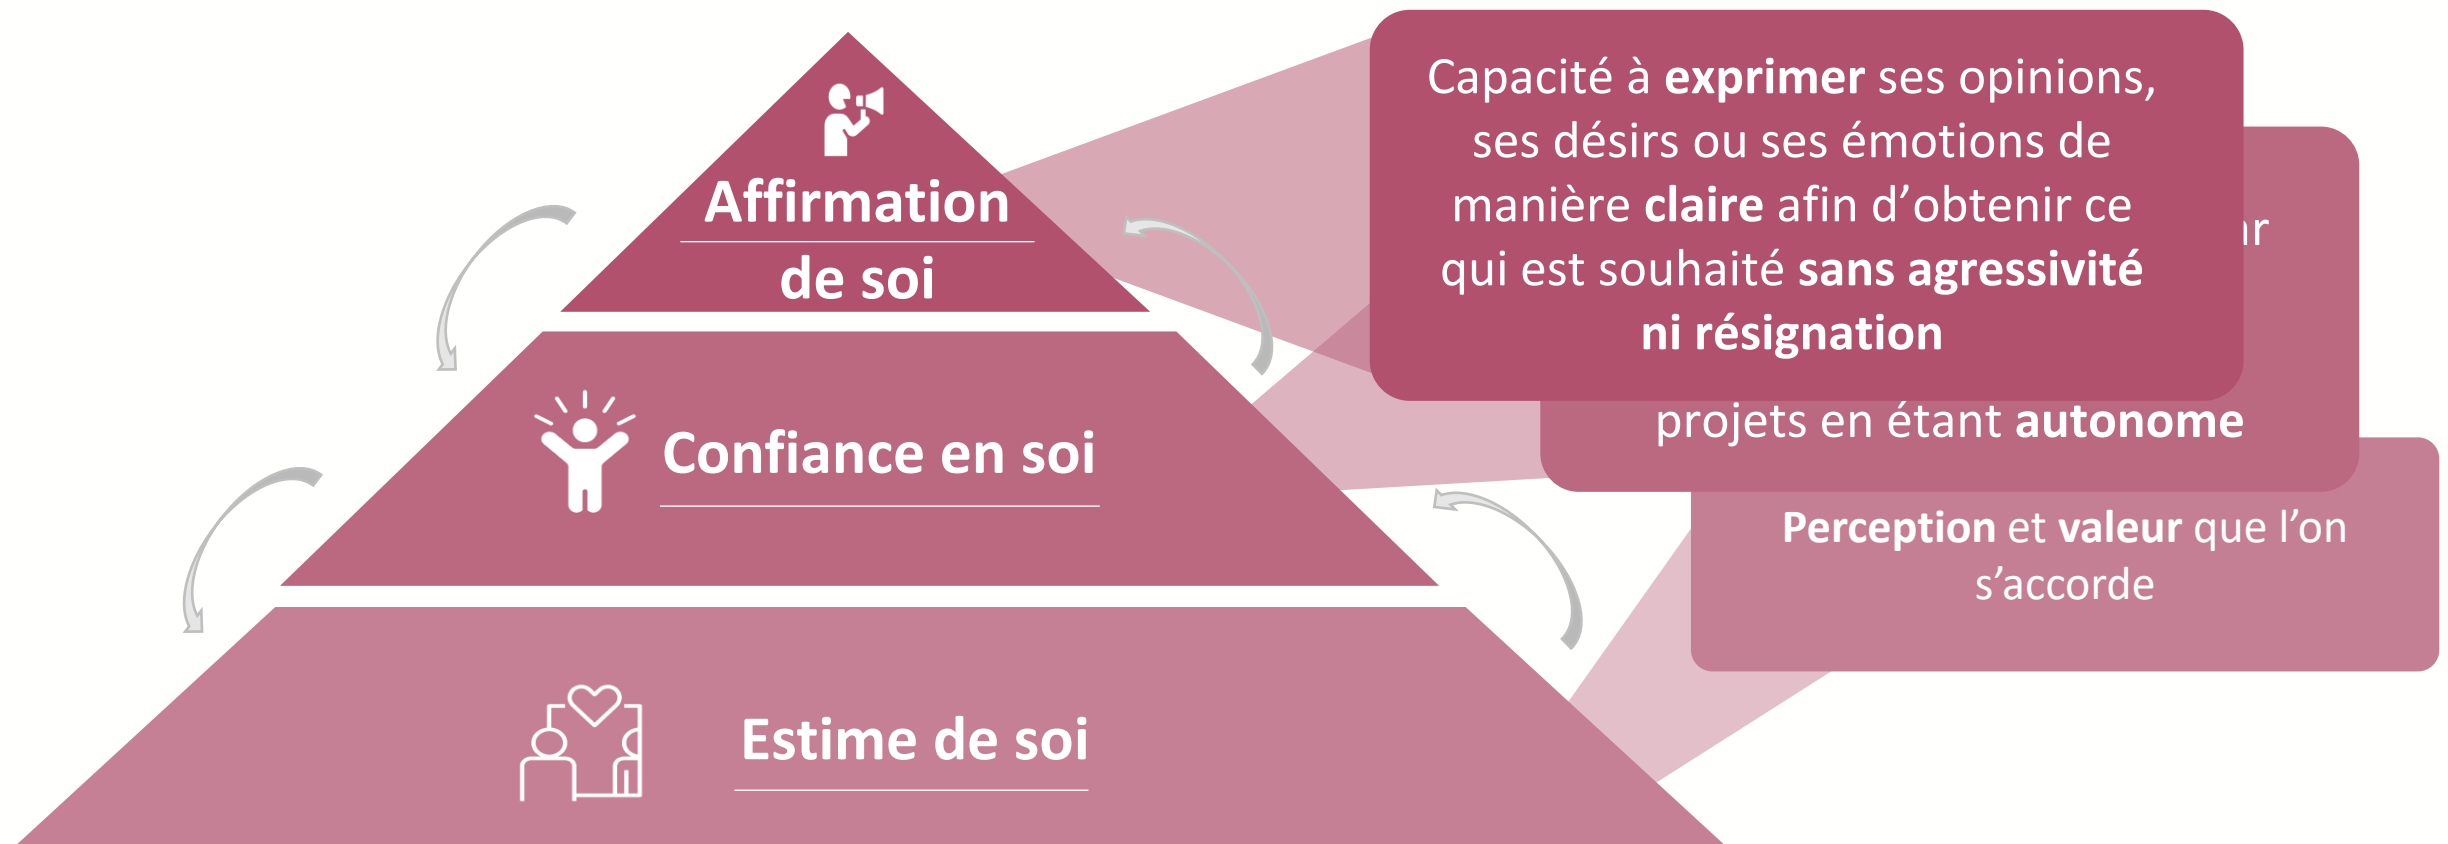 Affirmation
de soi
Confiance en soi
Estime de soi
Capacité à exprimer ses opinions,
ses désirs ou ses émotions de
manière claire afin d’obtenir ce
qui est souhaité sans agressivité
ni résignation
projets en étant autonome
Perception et valeur que l’on
s’accorde